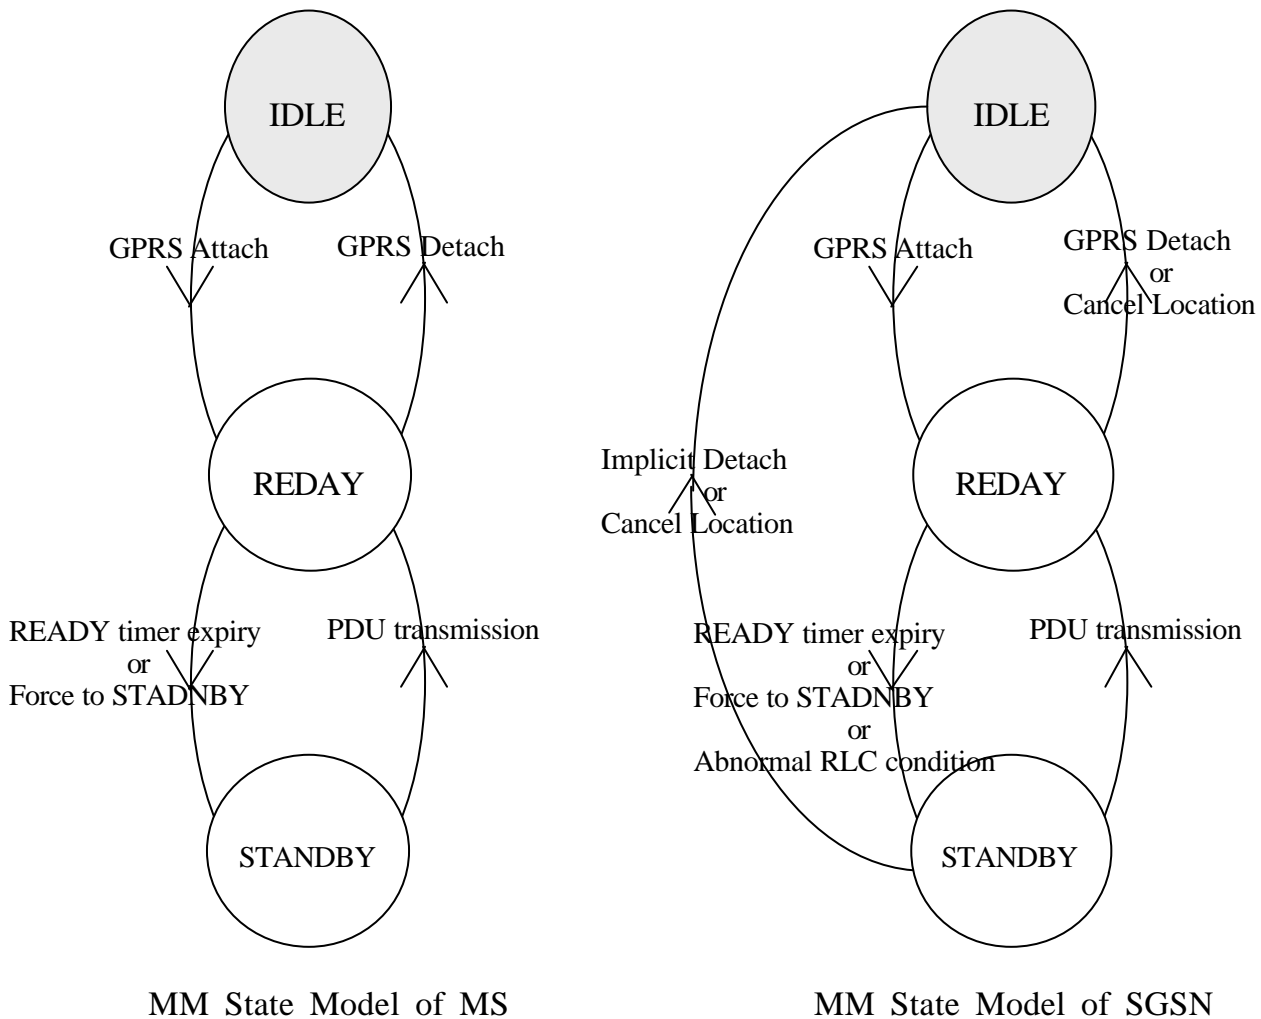 IDLE
GPRS Attach
GPRS Detach
REDAY
READY timer expiry
or
Force to STADNBY
PDU transmission
STANDBY
MM State Model of MS
IDLE
GPRS Attach
GPRS Detach
or
Cancel Location
Implicit Detach
or
Cancel Location
REDAY
READY timer expiry
or
Force to STADNBY
or
Abnormal RLC condition
PDU transmission
STANDBY
MM State Model of SGSN